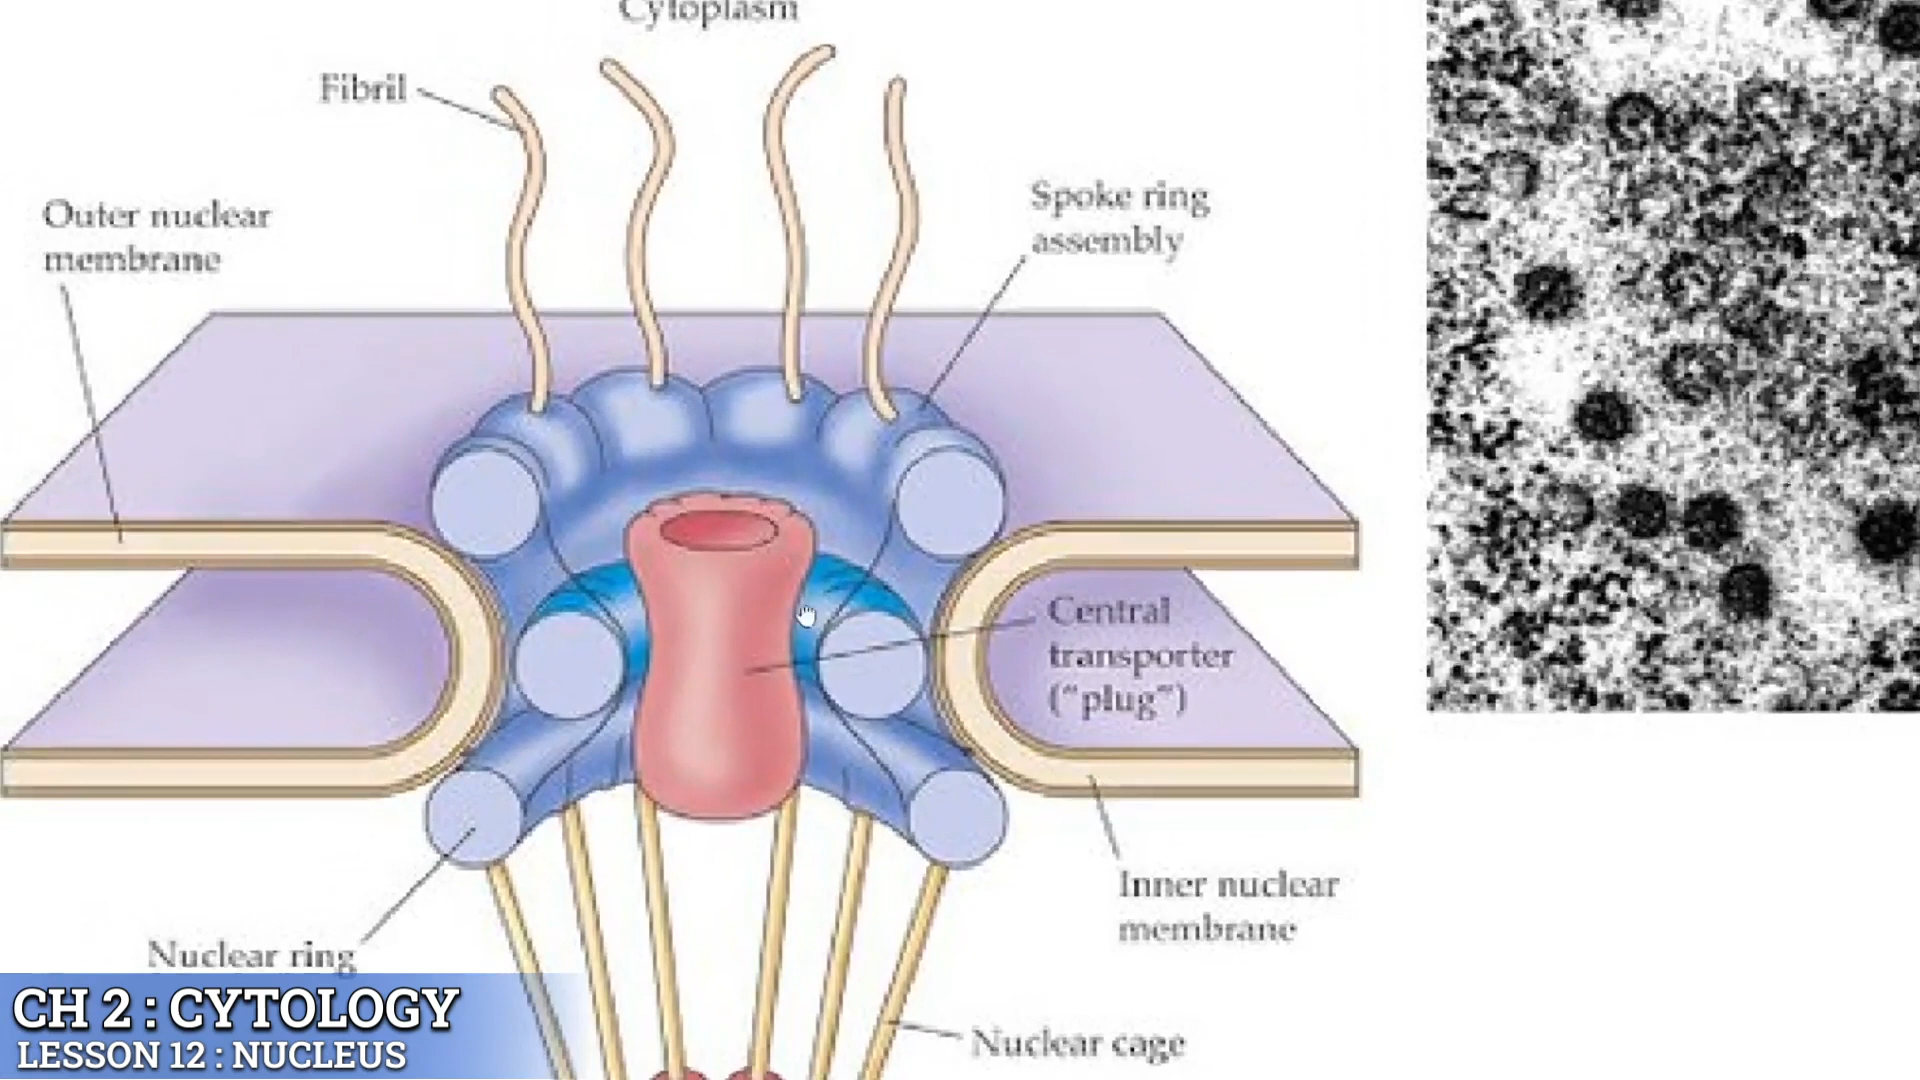 Cytoplasm
Fibril
Outer nuclear
membrane
Spoke ring
assembly
Central
transporter
("plug")
Inner nuclear
membrane
Nuclear ring
Nuclear cage
CH 2 : CYTOLOGY
LESSON 12 : NUCLEUS